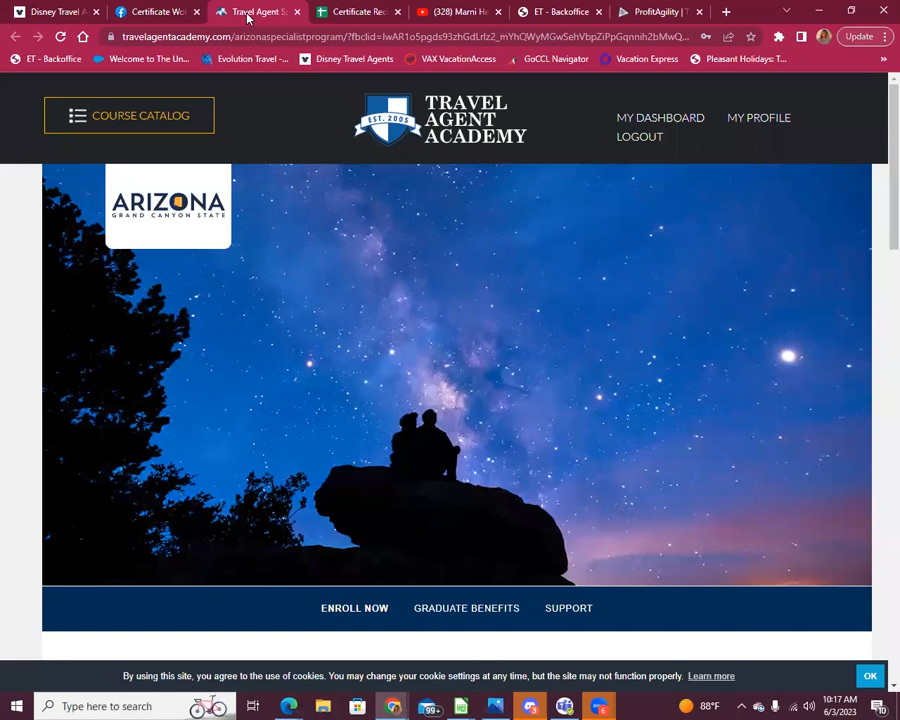 Disney Travel A
Certificate Wo
Travel Agent S
Certificate Rec
(328) Marni He
ET - Backoffice
ProfitAgility | T
travelagentacademy.com/arizonaspecialistprogram/?fbclid=IwAR1o5pgds93zhGdLrlz2_mYhQWyMGwSehVbpZiPpGqnnih2bMwQ...
Update
ET - Backoffice
Welcome to The Un...
Evolution Travel -...
Disney Travel Agents
VAX VacationAccess
GoCCL Navigator
Vacation Express
Pleasant Holidays: T...
»
COURSE CATALOG
EST. 2005
TRAVEL
AGENT
ACADEMY
MY DASHBOARD
MY PROFILE
LOGOUT
ARIZONA
GRAND CANYON STATE
ENROLL NOW
GRADUATE BENEFITS
SUPPORT
By using this site, you agree to the use of cookies. You may change your cookie settings at any time, but the site may not function properly. Learn more
OK
Type here to search
99+
6
88°F
10:17 AM
6/3/2023
10